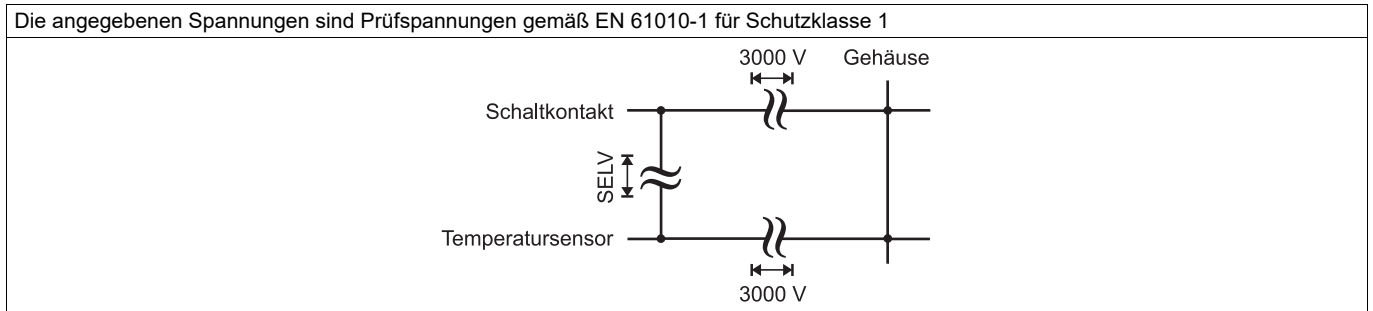 Die angegebenen Spannungen sind Prüfspannungen gemäß EN 61010-1 für Schutzklasse 1
3000 V
Gehäuse
Schaltkontakt
SELV
Temperatursensor
3000 V